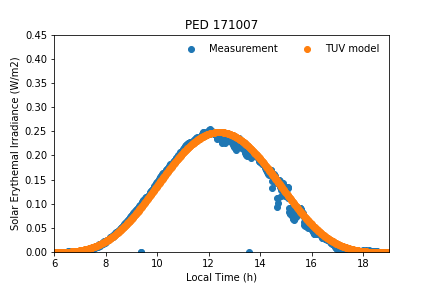 PED 171007
Solar Erythemal Irradiance (W/m2)
0.45
0.40
0.35
0.30
0.25
0.20
0.15
0.10
0.05
0.00
Measurement TUV model
6 8 10 12 14 16 18
Local Time (h)